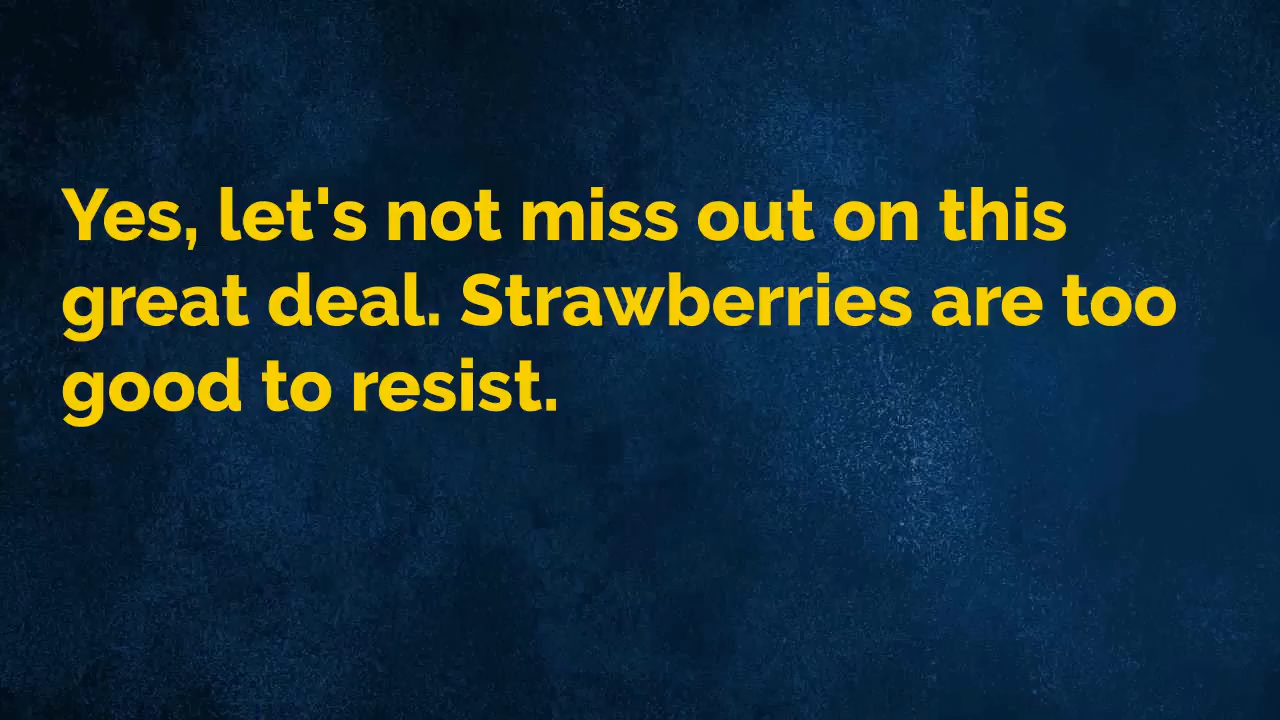 Yes, let's not miss out on this
great deal. Strawberries are too
good to resist.